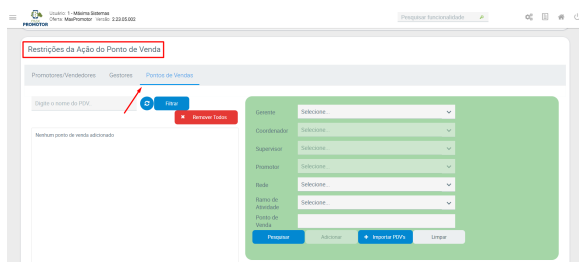 Usuário: 1 - Máxima Sistemas
Oferta: MaxPromotor Versão: 2.23.05.002
PROMOTOR
Pesquisar funcionalidade
Restrições da Ação do Ponto de Venda
Promotores/Vendedores Gestores Pontos de Vendas
Digite o nome do PDV...
Filtrar
Remover Todos
Nenhum ponto de venda adicionado
Gerente Selecione...
Coordenador Selecione...
Supervisor Selecione...
Promotor Selecione...
Rede Selecione...
Ramo de Atividade Selecione...
Ponto de Venda
Pesquisar Adicionar + Importar PDV's Limpar